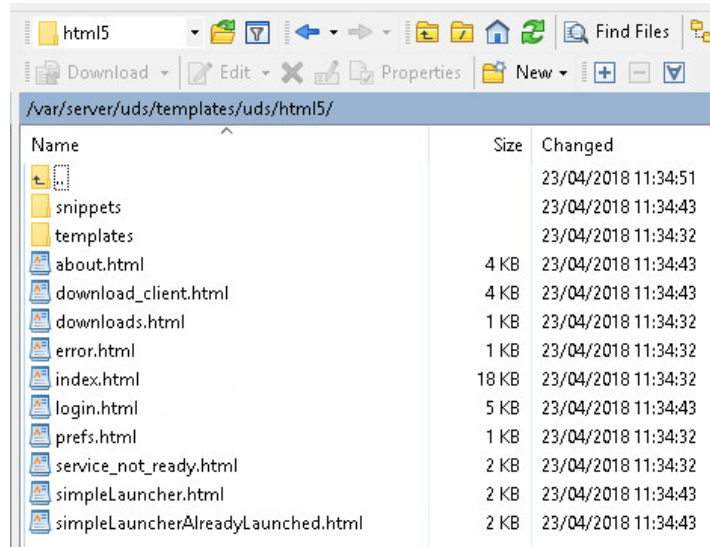 html5 Find Files
Download Edit Properties New
/var/server/uds/templates/uds/html5/
Name Size Changed
.. 23/04/2018 11:34:51
snippets 23/04/2018 11:34:43
templates 23/04/2018 11:34:32
about.html 4 KB 23/04/2018 11:34:43
download_client.html 4 KB 23/04/2018 11:34:43
downloads.html 1 KB 23/04/2018 11:34:32
error.html 1 KB 23/04/2018 11:34:32
index.html 18 KB 23/04/2018 11:34:32
login.html 5 KB 23/04/2018 11:34:43
prefs.html 1 KB 23/04/2018 11:34:32
service_not_ready.html 2 KB 23/04/2018 11:34:32
simpleLauncher.html 2 KB 23/04/2018 11:34:43
simpleLauncherAlreadyLaunched.html 2 KB 23/04/2018 11:34:43